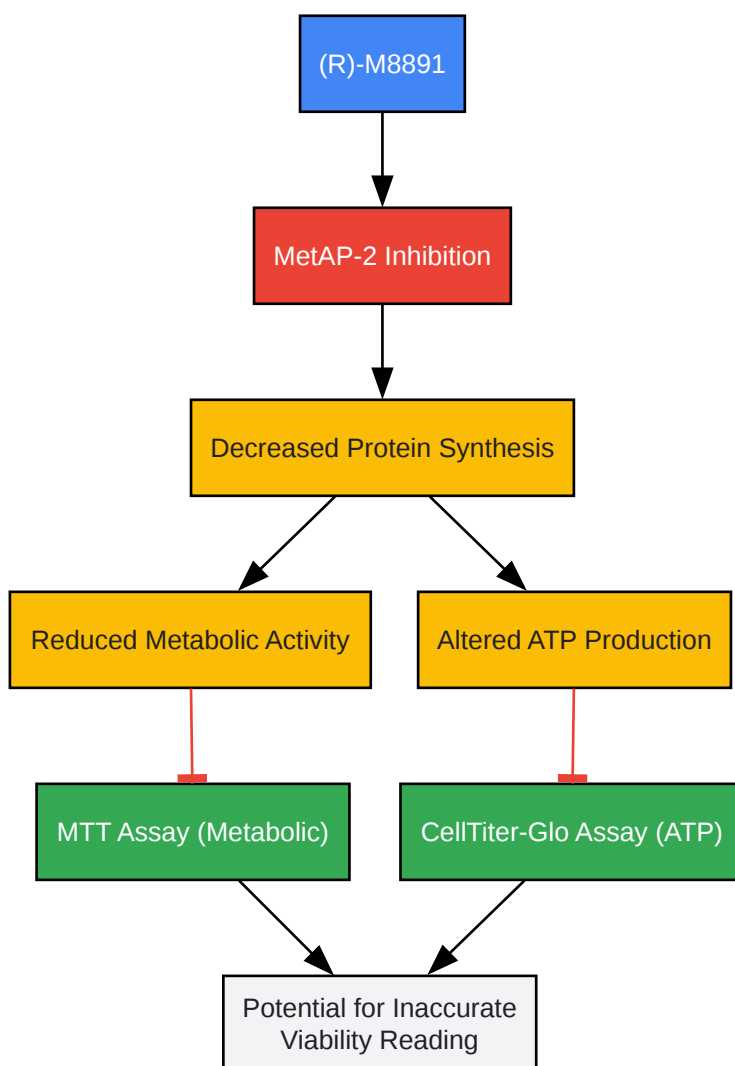 (R)-M8891
MetAP-2 Inhibition
Decreased Protein Synthesis
Reduced Metabolic Activity
Altered ATP Production
MTT Assay (Metabolic)
CellTiter-Glo Assay (ATP)
Potential for Inaccurate
Viability Reading